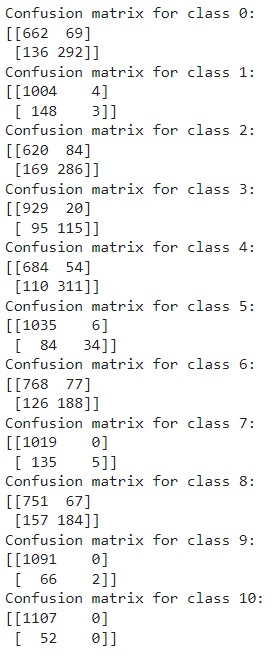 Confusion matrix for class 0:
[[662  69]
 [136 292]]
Confusion matrix for class 1:
[[1004    4]
 [ 148    3]]
Confusion matrix for class 2:
[[620  84]
 [169 286]]
Confusion matrix for class 3:
[[929  20]
 [ 95 115]]
Confusion matrix for class 4:
[[684  54]
 [110 311]]
Confusion matrix for class 5:
[[1035    6]
 [  84   34]]
Confusion matrix for class 6:
[[768  77]
 [126 188]]
Confusion matrix for class 7:
[[1019    0]
 [ 135    5]]
Confusion matrix for class 8:
[[751  67]
 [157 184]]
Confusion matrix for class 9:
[[1091    0]
 [  66    2]]
Confusion matrix for class 10:
[[1107    0]
 [  52    0]]